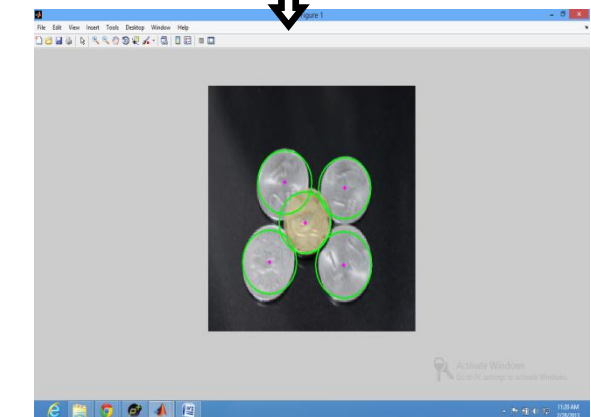 Figure 1
File Edit View Insert Tools Desktop Window Help
Activate Windows
Go to PC settings to activate Windows.
11:28 AM